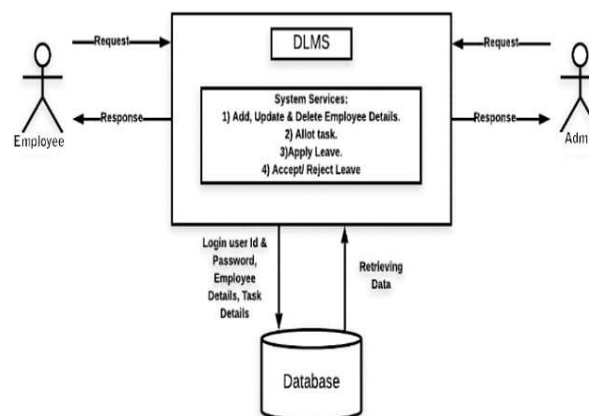 Request
DLMS
Request
System Services:
1) Add, Update & Delete Employee Details.
2) Allot task.
3)Apply Leave.
4) Accept/ Reject Leave
Response
Response
Employee
Adm
Login user Id &
Password,
Employee
Details, Task
Details
Retrieving
Data
Database